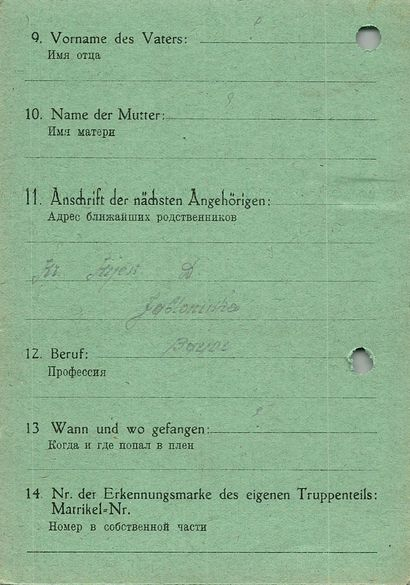 9. Vorname des Vaters: ?
Имя отца
10. Name der Mutter: ?
Имя матери
11. Anschrift der nächsten Angehörigen:
Адрес ближайших родственников
Kr. Kijew D.
12. Beruf:
Профессия
13 Wann und wo gefangen: ?
Когда и где попал в плен
14. Nr. der Erkennungsmarke des eigenen Truppenteils:
Matrikel=Nr.
Номер в собственной части